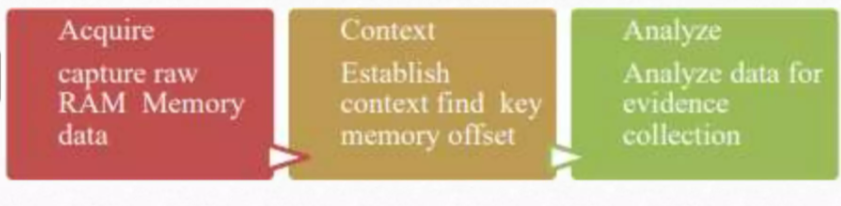 Acquire
capture raw
RAM Memory
data
Context
Establish
context find key
memory offset
Analyze
Analyze data for
evidence
collection